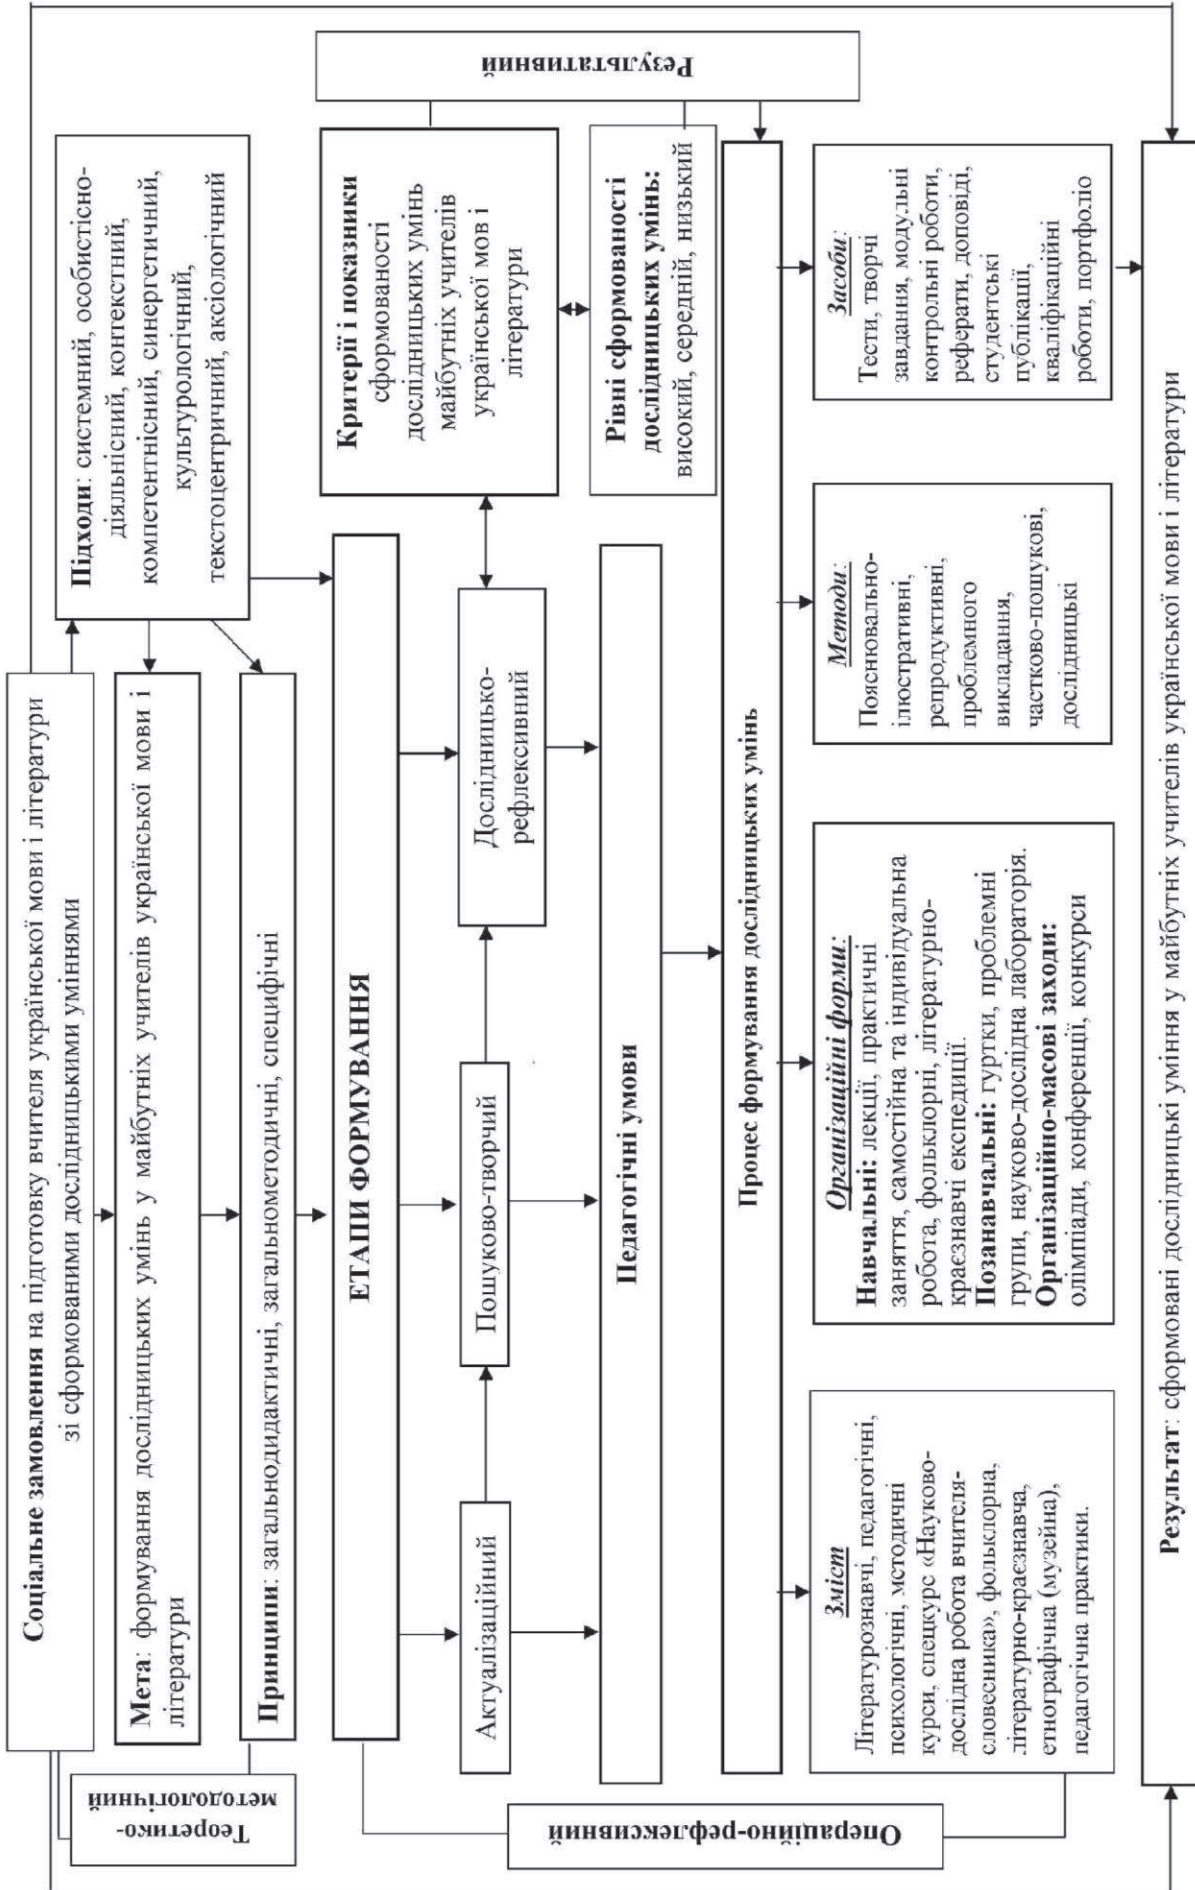 Соціальне замовлення на підготовку вчителя української мови і літератури
зі сформованими дослідницькими уміннями
Теоретико-
методологічний
Мета: формування дослідницьких умінь у майбутніх учителів української мови і
літератури
Підходи: системний, особистісно-
діяльнісний, контекстний,
компетентнісний, синергетичний,
культурологічний,
текстоцентричний, аксіологічний
Принципи: загальнодидактичні, загальнометодичні, специфічні
ЕТАПИ ФОРМУВАННЯ
Актуалізаційний
Пошуково-творчий
Дослідницько-
рефлексивний
Критерії і показники
сформованості
дослідницьких умінь
майбутніх учителів
української мов і
літератури
Результативний
Педагогічні умови
Рівні сформованості
дослідницьких умінь:
високий, середній, низький
Операційно-рефлексивний
Процес формування дослідницьких умінь
Зміст
Літературознавчі, педагогічні,
психологічні, методичні
курси, спецкурс «Науково-
дослідна робота вчителя-
словесника», фольклорна,
літературно-краєзнавча,
етнографічна (музейна),
педагогічна практики.
Організаційні форми:
Навчальні: лекції, практичні
заняття, самостійна та індивідуальна
робота, фольклорні, літературно-
краєзнавчі експедиції.
Позанавчальні: гуртки, проблемні
групи, науково-дослідна лабораторія.
Організаційно-масові заходи:
олімпіади, конференції, конкурси
Методи:
Пояснювально-
ілюстративні,
репродуктивні,
проблемного
викладання,
частково-пошукові,
дослідницькі
Засоби:
Тести, творчі
завдання, модульні
контрольні роботи,
реферати, доповіді,
студентські
публікації,
кваліфікаційні
роботи, портфоліо
Результат: сформовані дослідницькі уміння у майбутніх учителів української мови і літератури